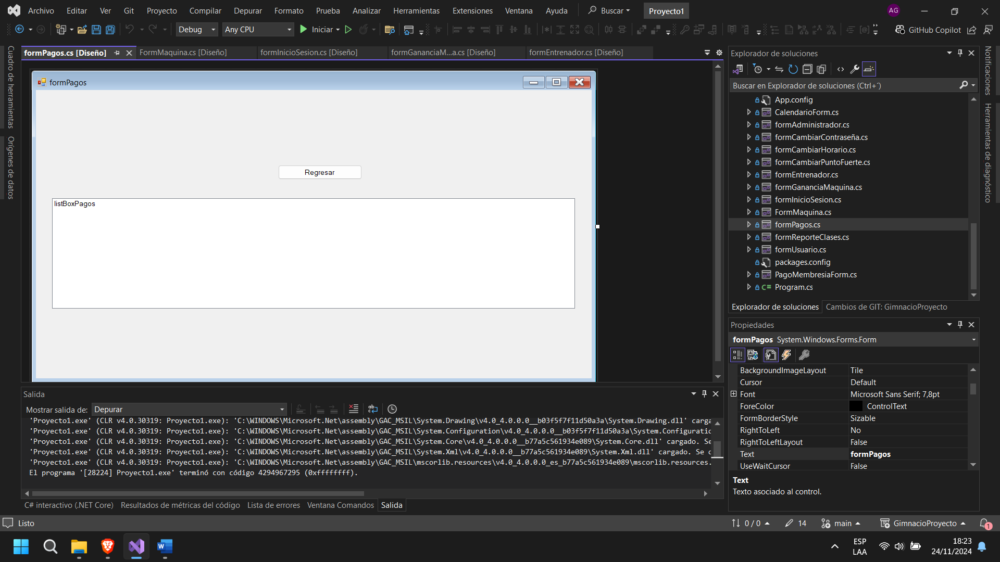 Archivo Editar Ver Git Proyecto Compilar Depurar Formato Prueba Analizar Herramientas Extensiones Ventana Ayuda Buscar Proyecto1 AG
Debug Any CPU Iniciar GitHub Copilot
formPagos.cs [Diseño] FormMaquina.cs [Diseño] formInicioSesion.cs [Diseño] formGananciaM...a.cs [Diseño] formEntrenador.cs [Diseño]
Cuadro de herramientas
Orígenes de datos
formPagos
Regresar
listBoxPagos
Explorador de soluciones
Buscar en Explorador de soluciones (Ctrl+´)
App.config
CalendarioForm.cs
formAdministrador.cs
formCambiarContraseña.cs
formCambiarHorario.cs
formCambiarPuntoFuerte.cs
formEntrenador.cs
formGananciaMaquina.cs
formInicioSesion.cs
FormMaquina.cs
formPagos.cs
formReporteClases.cs
formUsuario.cs
packages.config
PagoMembresiaForm.cs
C# Program.cs
Explorador de soluciones Cambios de GIT: GimnacioProyecto
Notificaciones
Herramientas de diagnóstico
Propiedades
formPagos System.Windows.Forms.Form
BackgroundImageLayout Tile
Cursor Default
Font Microsoft Sans Serif; 7,8pt
ForeColor ControlText
FormBorderStyle Sizable
RightToLeft No
RightToLeftLayout False
Text formPagos
UseWaitCursor False
Text
Texto asociado al control.
Salida
Mostrar salida de: Depurar
'Proyecto1.exe' (CLR v4.0.30319: Proyecto1.exe): 'C:\WINDOWS\Microsoft.Net\assembly\GAC_MSIL\System.Drawing\v4.0_4.0.0.0__b03f5f7f11d50a3a\System.Drawing.dll' carga
'Proyecto1.exe' (CLR v4.0.30319: Proyecto1.exe): 'C:\WINDOWS\Microsoft.Net\assembly\GAC_MSIL\System.Configuration\v4.0_4.0.0.0__b03f5f7f11d50a3a\System.Configuratio
'Proyecto1.exe' (CLR v4.0.30319: Proyecto1.exe): 'C:\WINDOWS\Microsoft.Net\assembly\GAC_MSIL\System.Core\v4.0_4.0.0.0__b77a5c561934e089\System.Core.dll' cargado. Se
'Proyecto1.exe' (CLR v4.0.30319: Proyecto1.exe): 'C:\WINDOWS\Microsoft.Net\assembly\GAC_MSIL\System.Xml\v4.0_4.0.0.0__b77a5c561934e089\System.Xml.dll' cargado. Se c
'Proyecto1.exe' (CLR v4.0.30319: Proyecto1.exe): 'C:\WINDOWS\Microsoft.Net\assembly\GAC_MSIL\mscorlib.resources\v4.0_4.0.0.0_es_b77a5c561934e089\mscorlib.resources.
El programa '[28224] Proyecto1.exe' terminó con código 4294967295 (0xffffffff).
C# interactivo (.NET Core) Resultados de métricas del código Lista de errores Ventana Comandos Salida
Listo 0 / 0 14 main GimnacioProyecto 1
ESP
LAA
18:23
24/11/2024